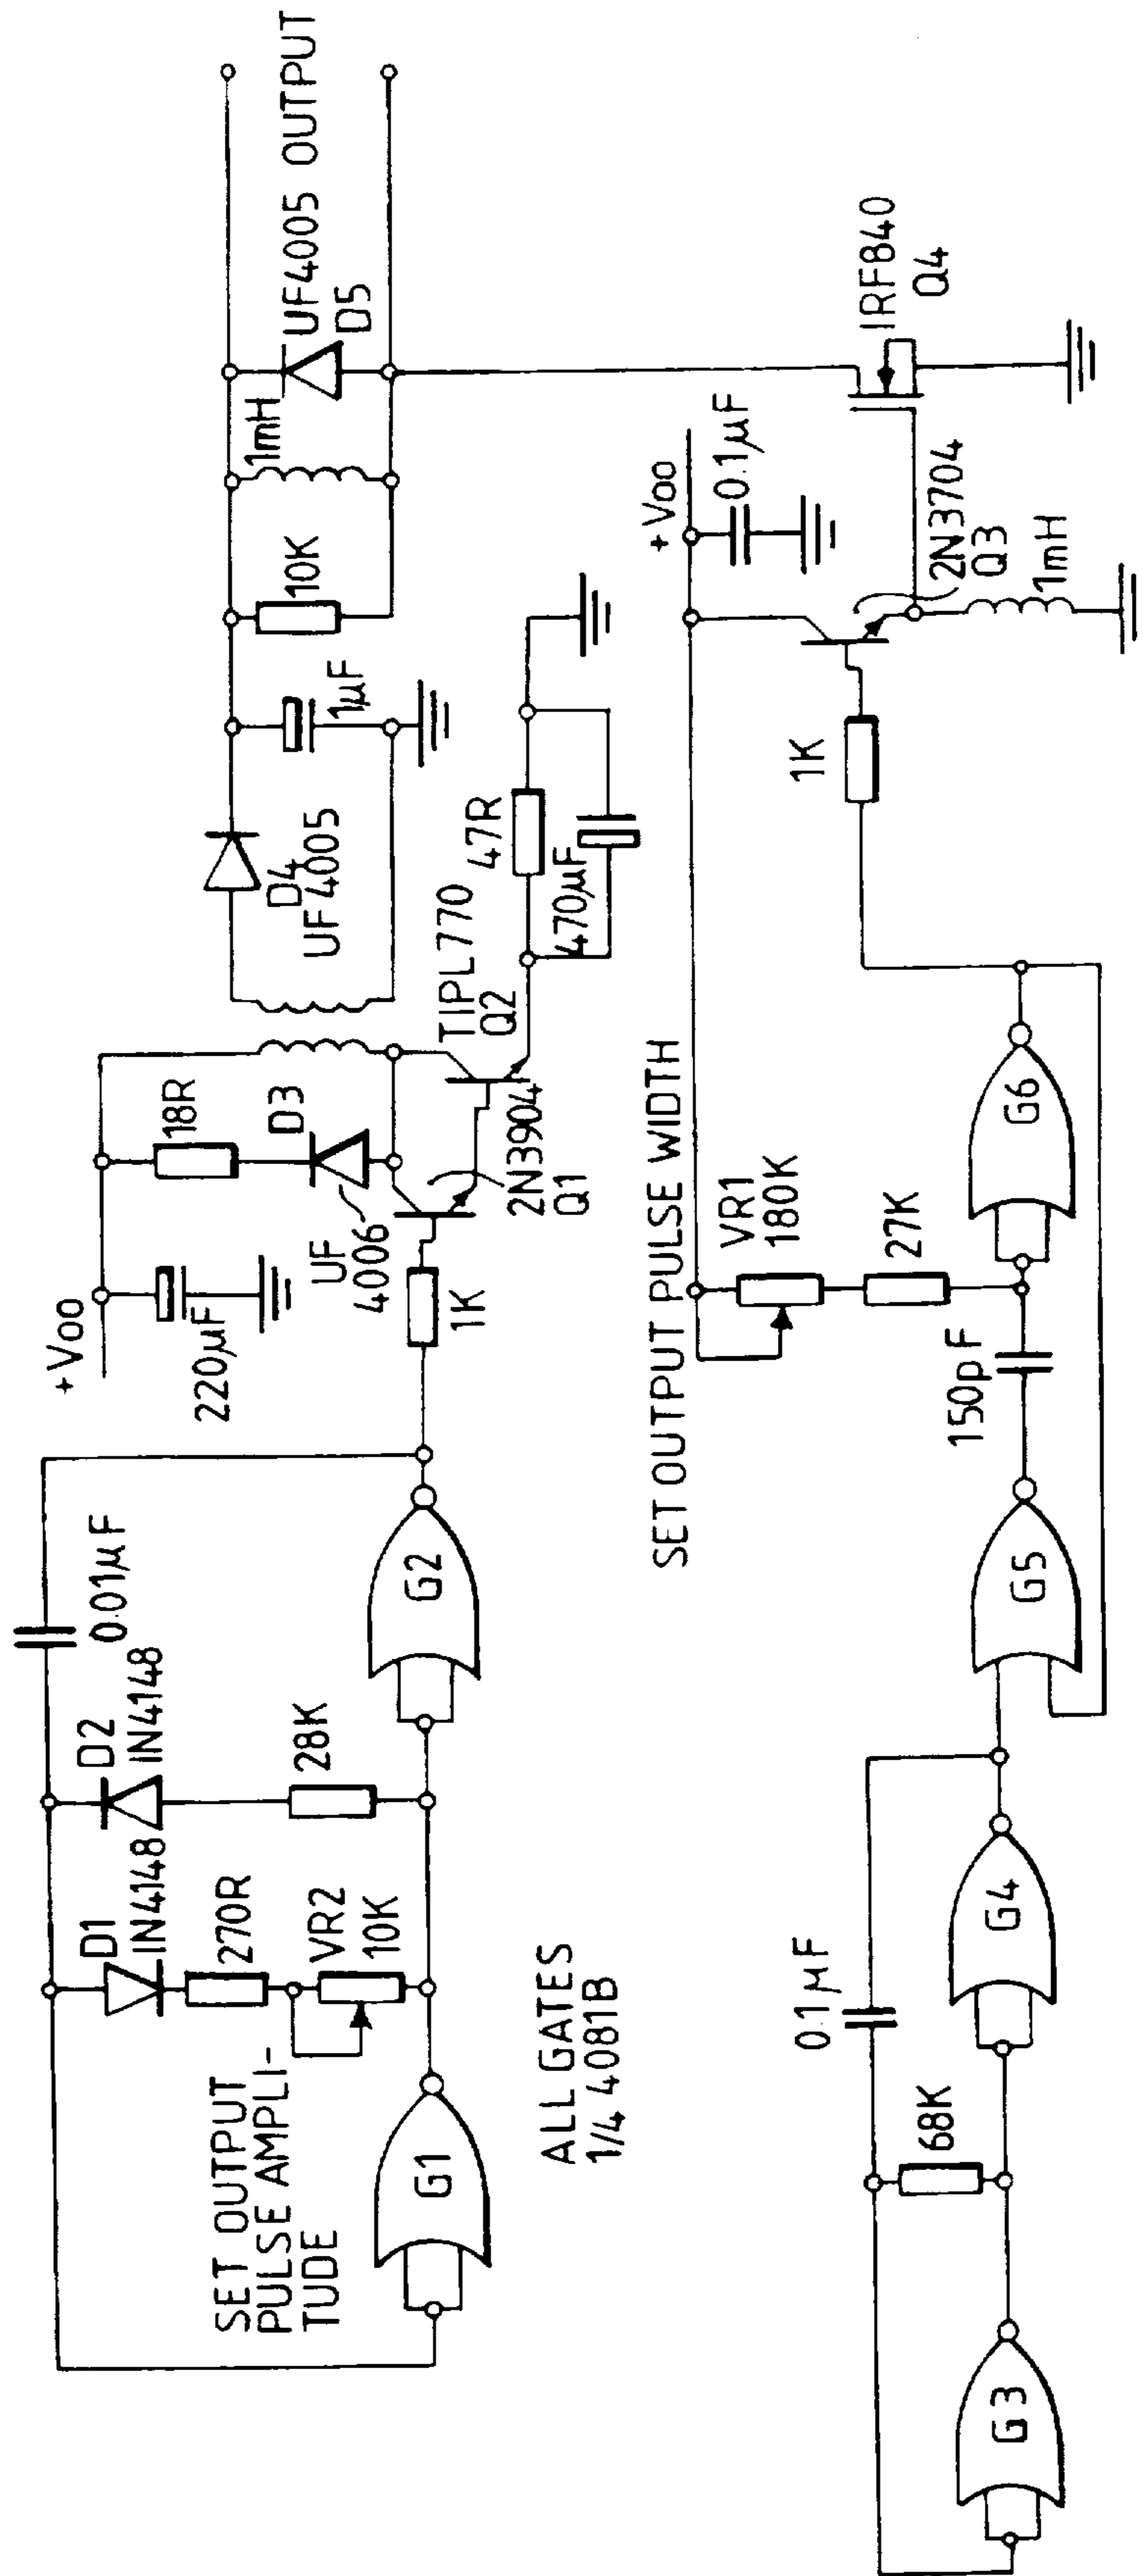 0.01µF
D1
IN4148
D2
IN4148
270R
VR2
10K
28K
SET OUTPUT
PULSE AMPLI-
TUDE
G1
G2
ALL GATES
1/4 4081B
+Voo
220µF
18R
D3
UF
4006
1K
2N3904
Q1
TIPL770
Q2
47R
470µF
D4
UF4005
1µF
10K
1mH
UF4005
D5
OUTPUT
SET OUTPUT PULSE WIDTH
0.1µF
68K
G3
G4
G5
150pF
VR1
180K
27K
G6
1K
+Voo
0.1µF
2N3704
Q3
1mH
IRF840
Q4